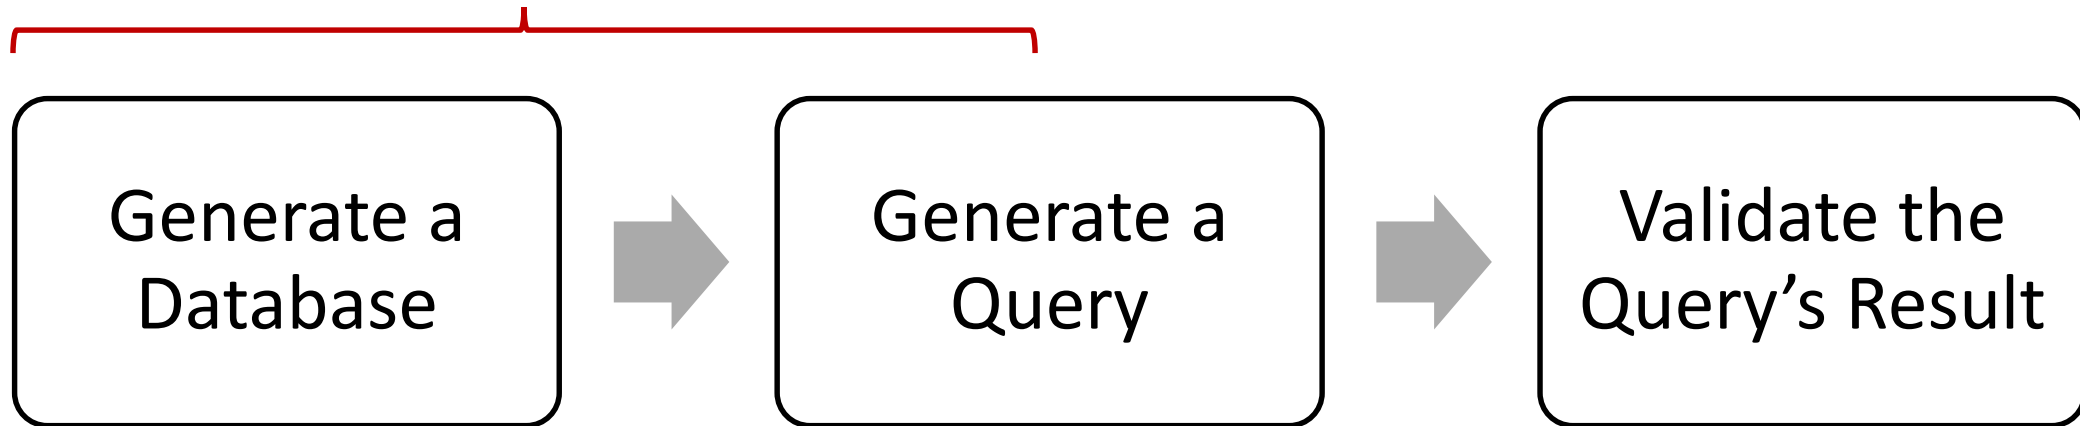 Generate a
Database
Generate a
Query
Validate the
Query’s Result